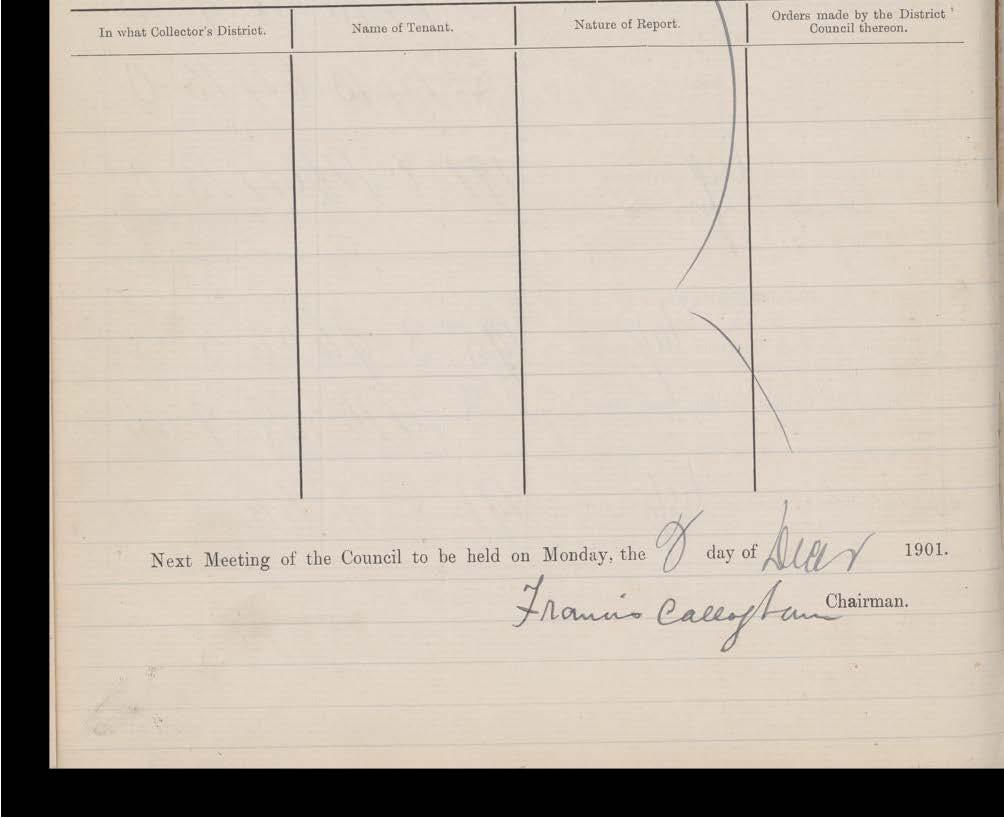 In what Collector's District.
Name of Tenant.
Nature of Report.
Orders made by the District
Council thereon.
Next Meeting of the Council to be held on Monday, the day of Decr 1901.
Francis Callaghan Chairman.